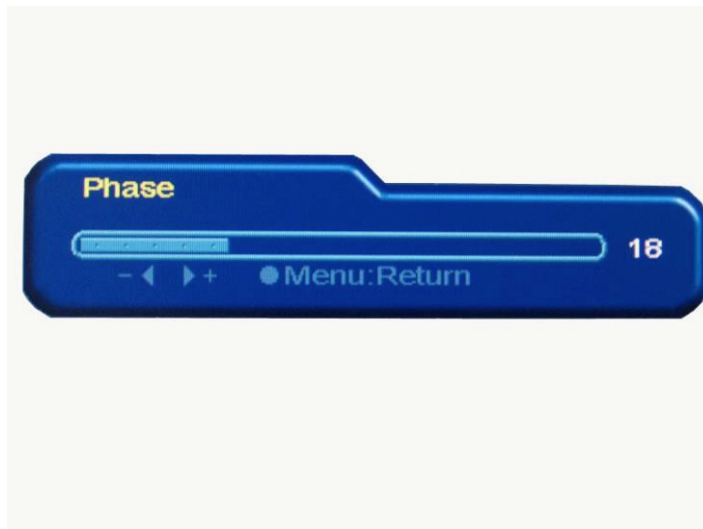 Phase
18
- ◀ ▶ + ●Menu:Return